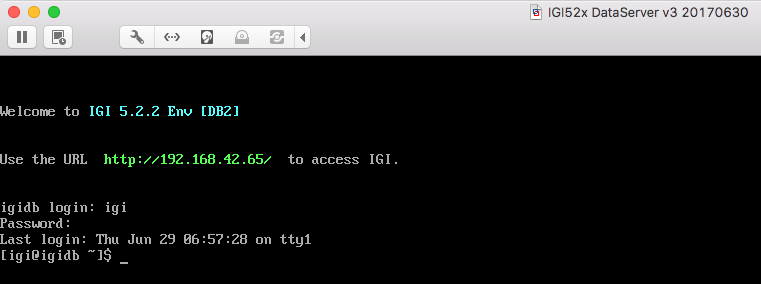 IGI52x DataServer v3 20170630
Welcome to IGI 5.2.2 Env [DB2]
Use the URL http://192.168.42.65/ to access IGI.
igidb login: igi
Password:
Last login: Thu Jun 29 06:57:28 on tty1
[igi@igidb ~]$ _